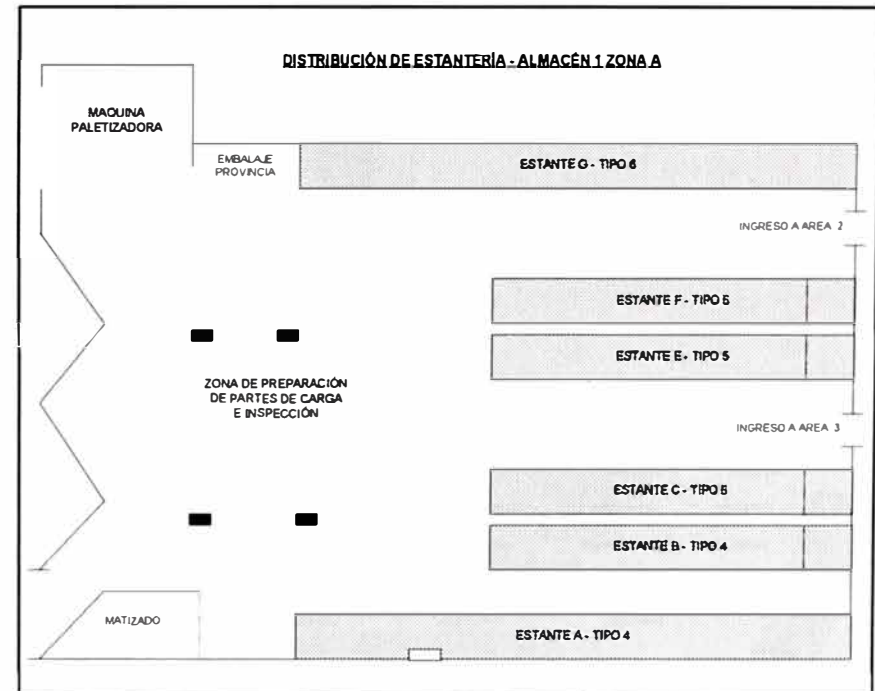 DISTRIBUCIÓN DE ESTANTERÍA - ALMACÉN 1 ZONA A
MAQUINA
PALETIZADORA
EMBALAJE
PROVINCIA
ESTANTE G - TIPO 6
INGRESO A AREA 2
ESTANTE F - TIPO 5
ESTANTE E - TIPO 5
ZONA DE PREPARACIÓN
DE PARTES DE CARGA
E INSPECCIÓN
INGRESO A AREA 3
ESTANTE C - TIPO 5
ESTANTE B - TIPO 4
MATIZADO
ESTANTE A - TIPO 4